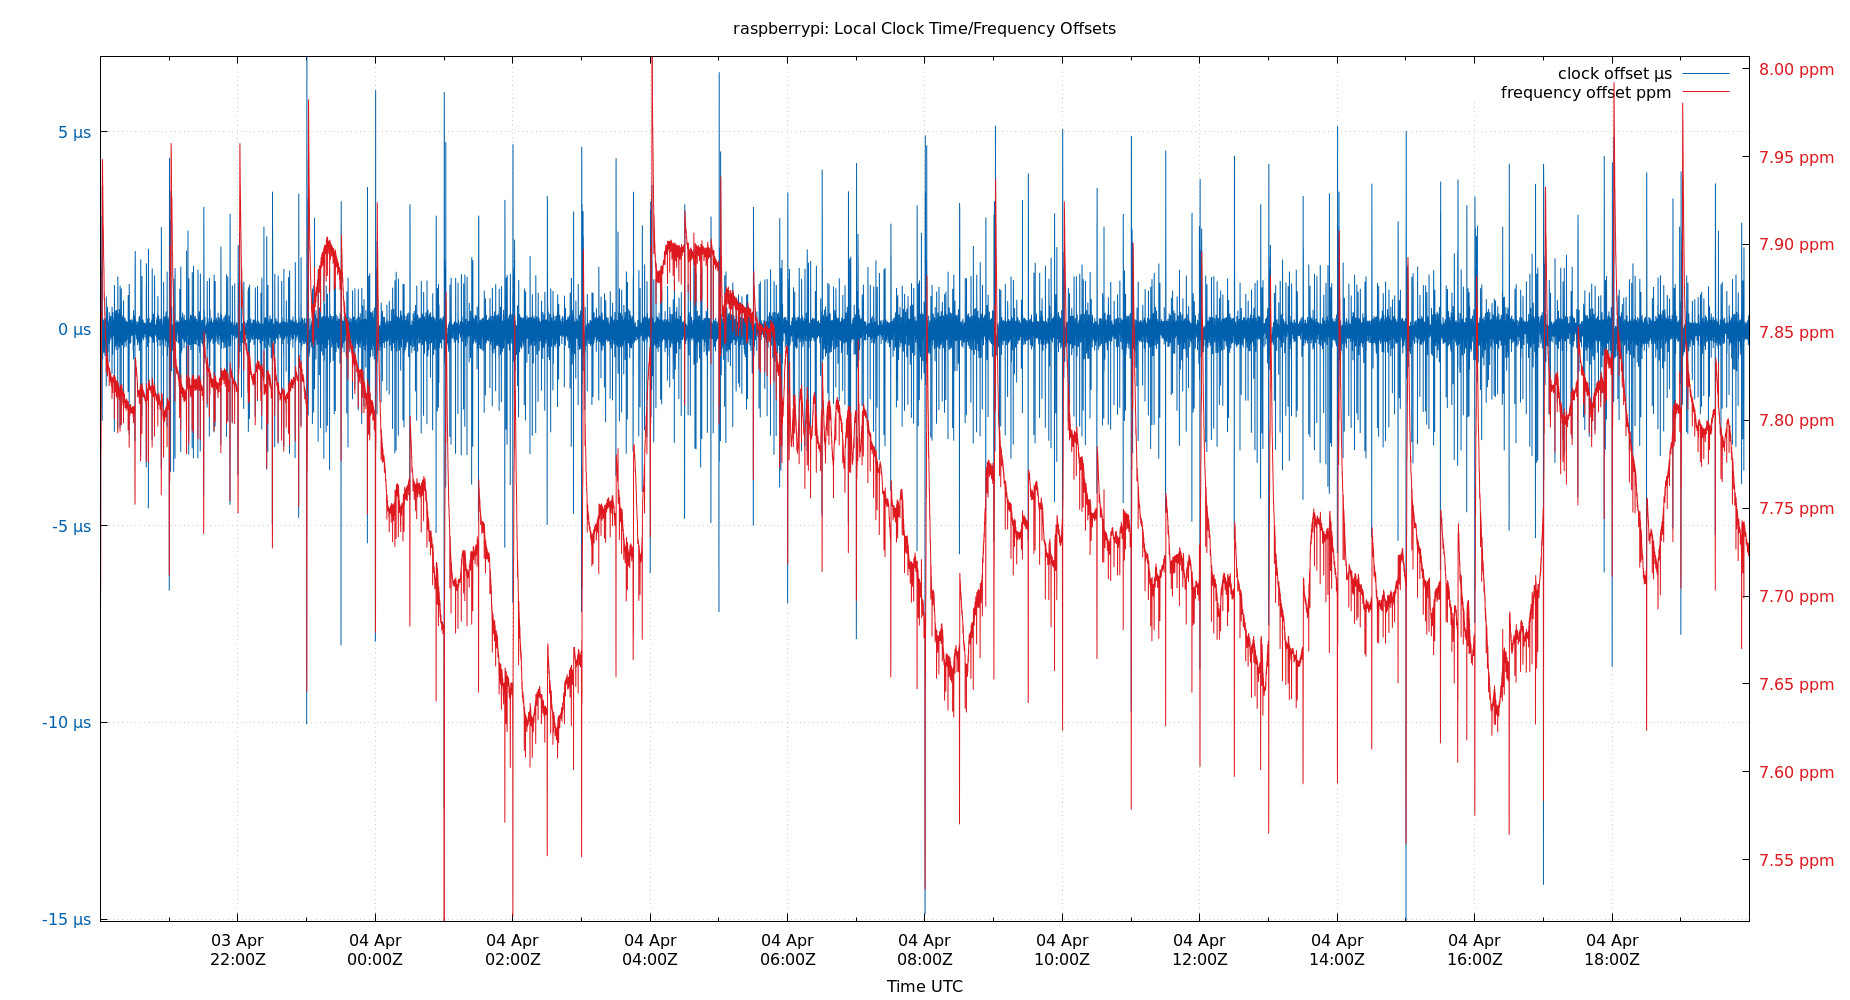 raspberrypi: Local Clock Time/Frequency Offsets
clock offset µs
frequency offset ppm
5 µs
0 µs
-5 µs
-10 µs
-15 µs
8.00 ppm
7.95 ppm
7.90 ppm
7.85 ppm
7.80 ppm
7.75 ppm
7.70 ppm
7.65 ppm
7.60 ppm
7.55 ppm
03 Apr 04 Apr 04 Apr 04 Apr 04 Apr 04 Apr 04 Apr 04 Apr 04 Apr 04 Apr 04 Apr
22:00Z 00:00Z 02:00Z 04:00Z 06:00Z 08:00Z 10:00Z 12:00Z 14:00Z 16:00Z 18:00Z
Time UTC